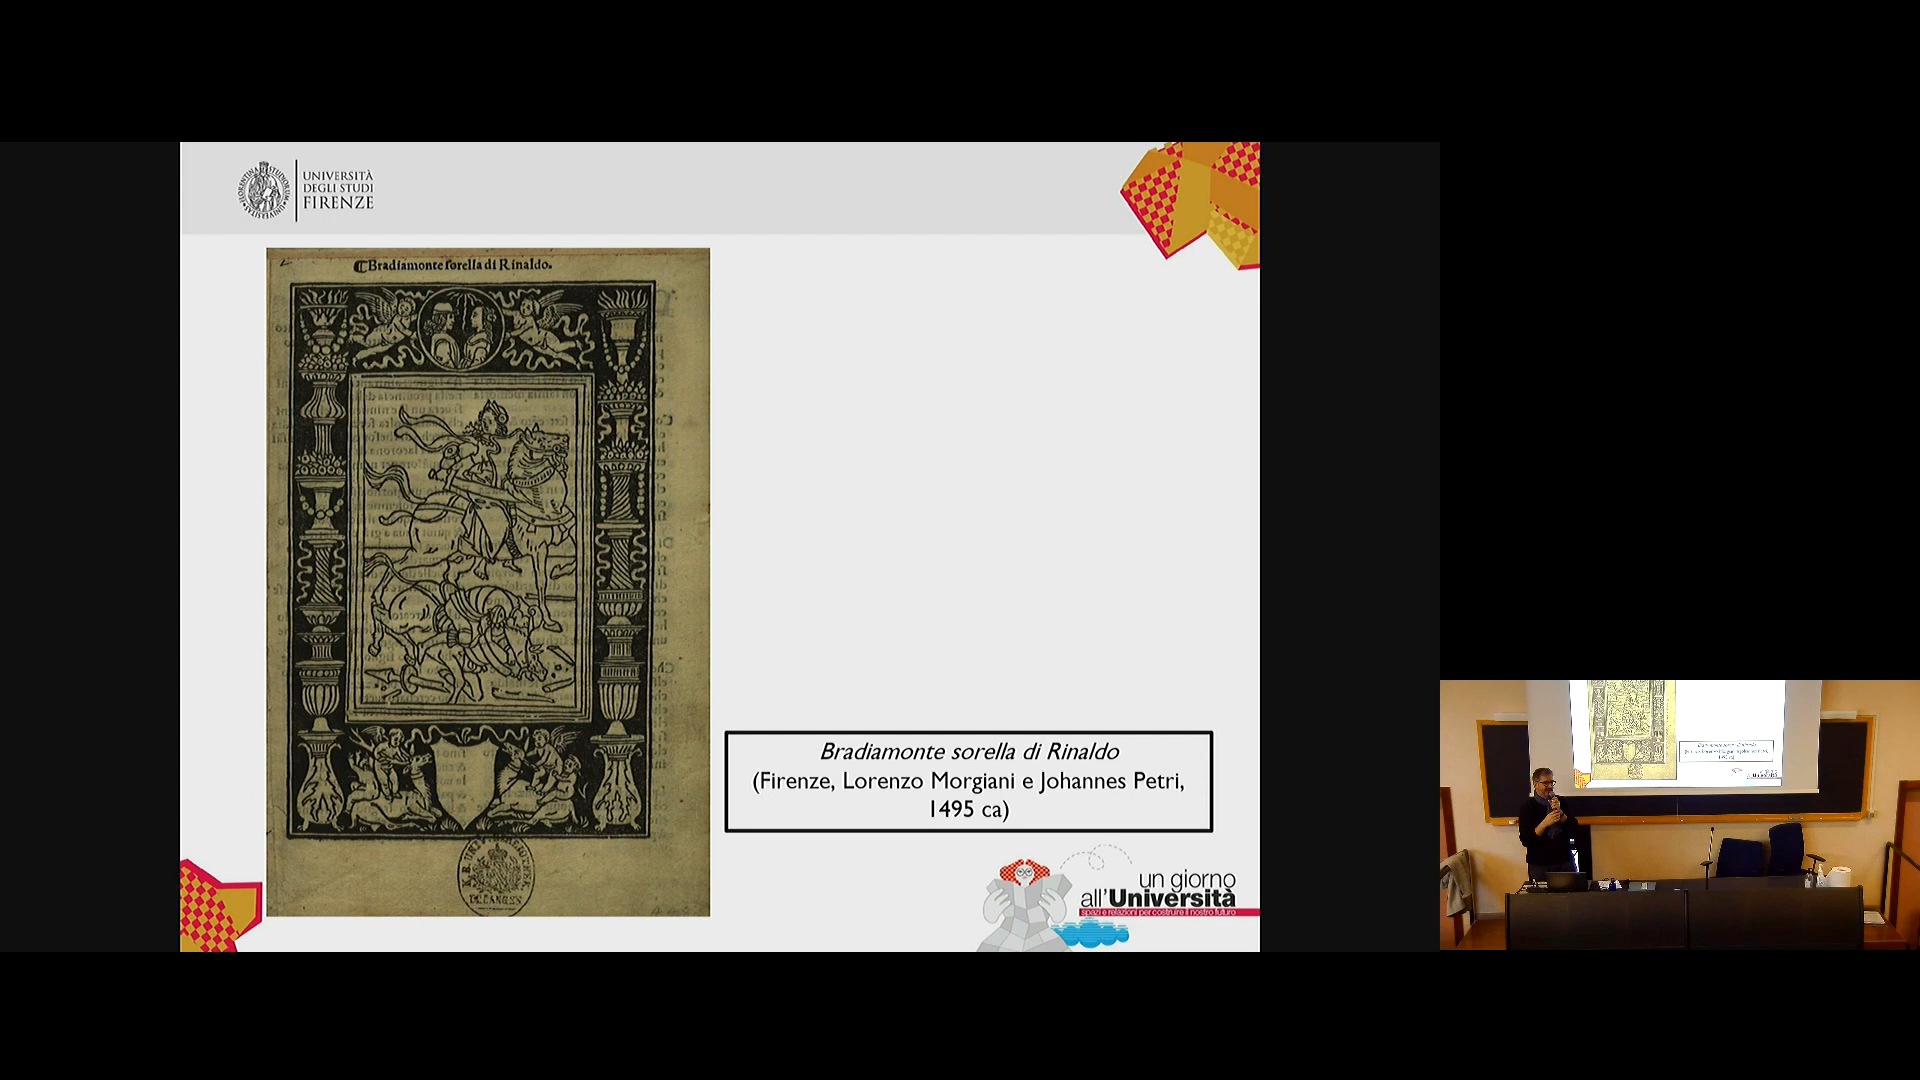 UNIVERSITÀ
DEGLI STUDI
FIRENZE
Bradiamonte sorella di Rinaldo.
Bradiamonte sorella di Rinaldo
(Firenze, Lorenzo Morgiani e Johannes Petri,
1495 ca)
un giorno
all'Università
spazi e relazioni per costruire il nostro futuro